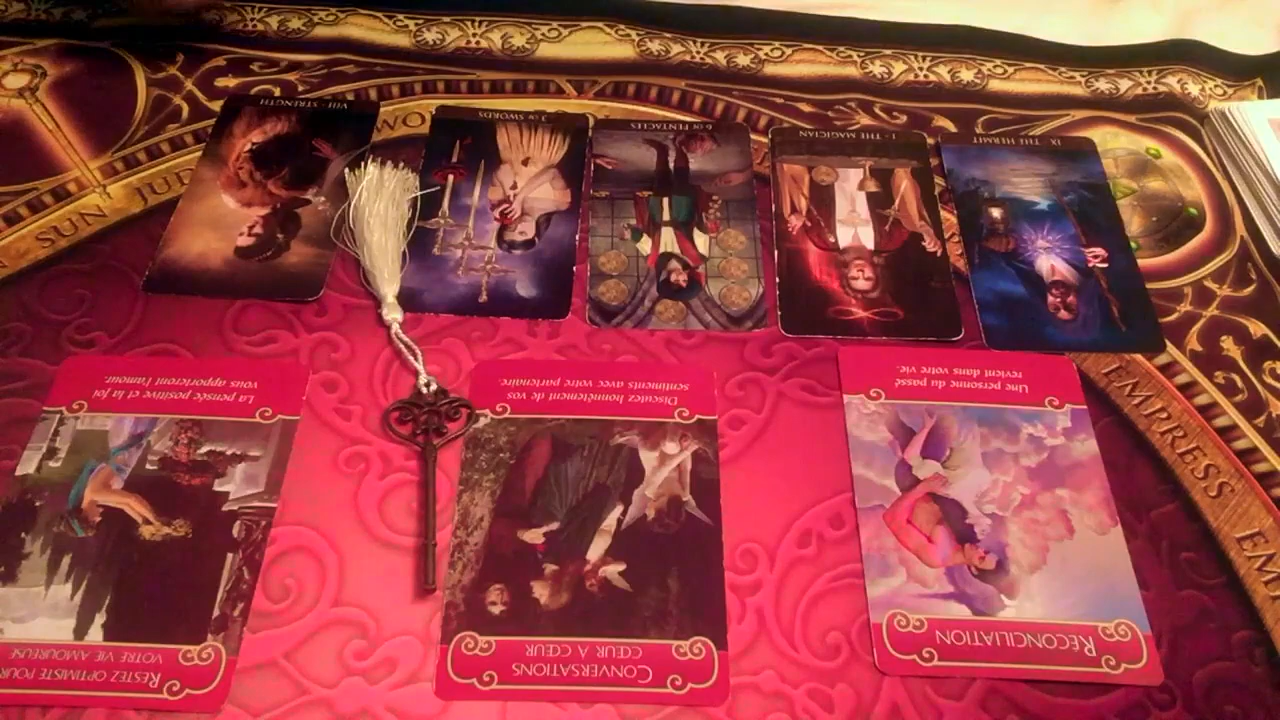 VIII · STRENGTH
3 OF SWORDS
6 OF PENTACLES
I · THE MAGICIAN
IX THE HERMIT
SUN JUD
WO
EMPRESS
EMP
La pensée positive et la foi
vous apporteront l'amour.
RESTEZ OPTIMISTE POUR
VOTRE VIE AMOUREUSE
Discutez honnêtement de vos
sentiments avec votre partenaire.
CONVERSATIONS
CŒUR À CŒUR
Une personne du passé
revient dans votre vie.
RÉCONCILIATION